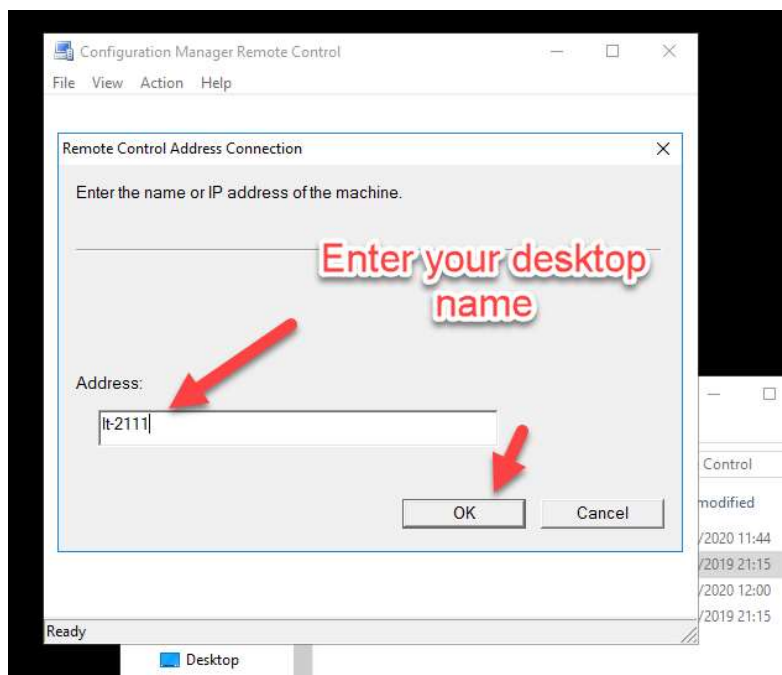 Configuration Manager Remote Control
File View Action Help
Remote Control Address Connection
Enter the name or IP address of the machine.
Enter your desktop
name
Address:
lt-2111
OK Cancel
Control
modified
/2020 11:44
/2019 21:15
/2020 12:00
/2019 21:15
Ready
Desktop